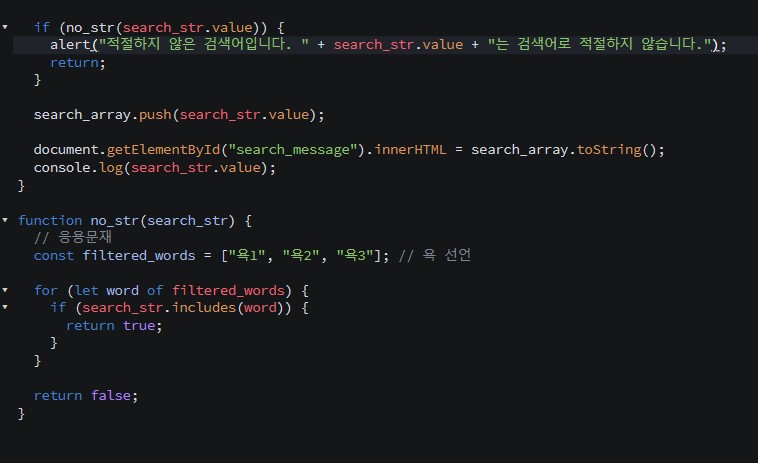 if (no_str(search_str.value)) {
alert("적절하지 않은 검색어입니다. " + search_str.value + "는 검색어로 적절하지 않습니다.");
return;
}
search_array.push(search_str.value);
document.getElementById("search_message").innerHTML = search_array.toString();
console.log(search_str.value);
}
function no_str(search_str) {
// 응용문재
const filtered_words = ["욕1", "욕2", "욕3"]; // 욕 선언
for (let word of filtered_words) {
if (search_str.includes(word)) {
return true;
}
}
return false;
}